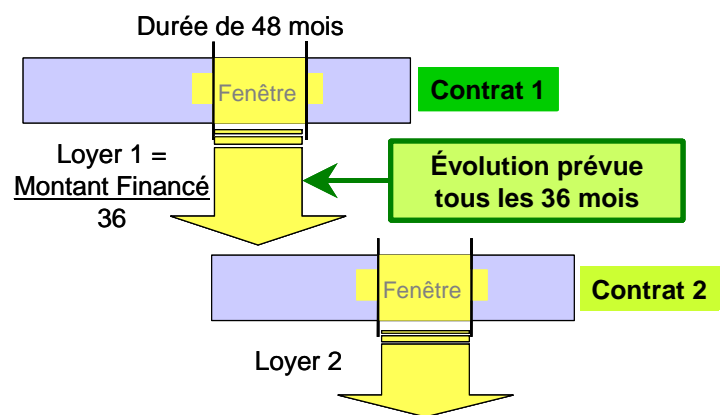 Durée de 48 mois
Fenêtre
Contrat 1
Loyer 1 =
Montant Financé
36
Évolution prévue
tous les 36 mois
Fenêtre
Contrat 2
Loyer 2